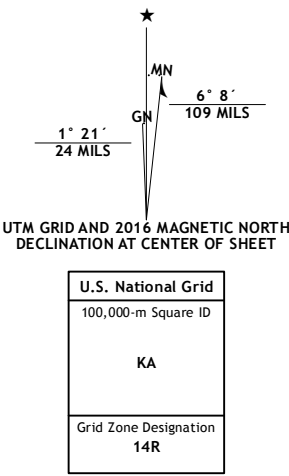 ★
MN
GN
6° 8´
109 MILS
1° 21´
24 MILS
UTM GRID AND 2016 MAGNETIC NORTH
DECLINATION AT CENTER OF SHEET
U.S. National Grid
100,000-m Square ID
KA
Grid Zone Designation
14R